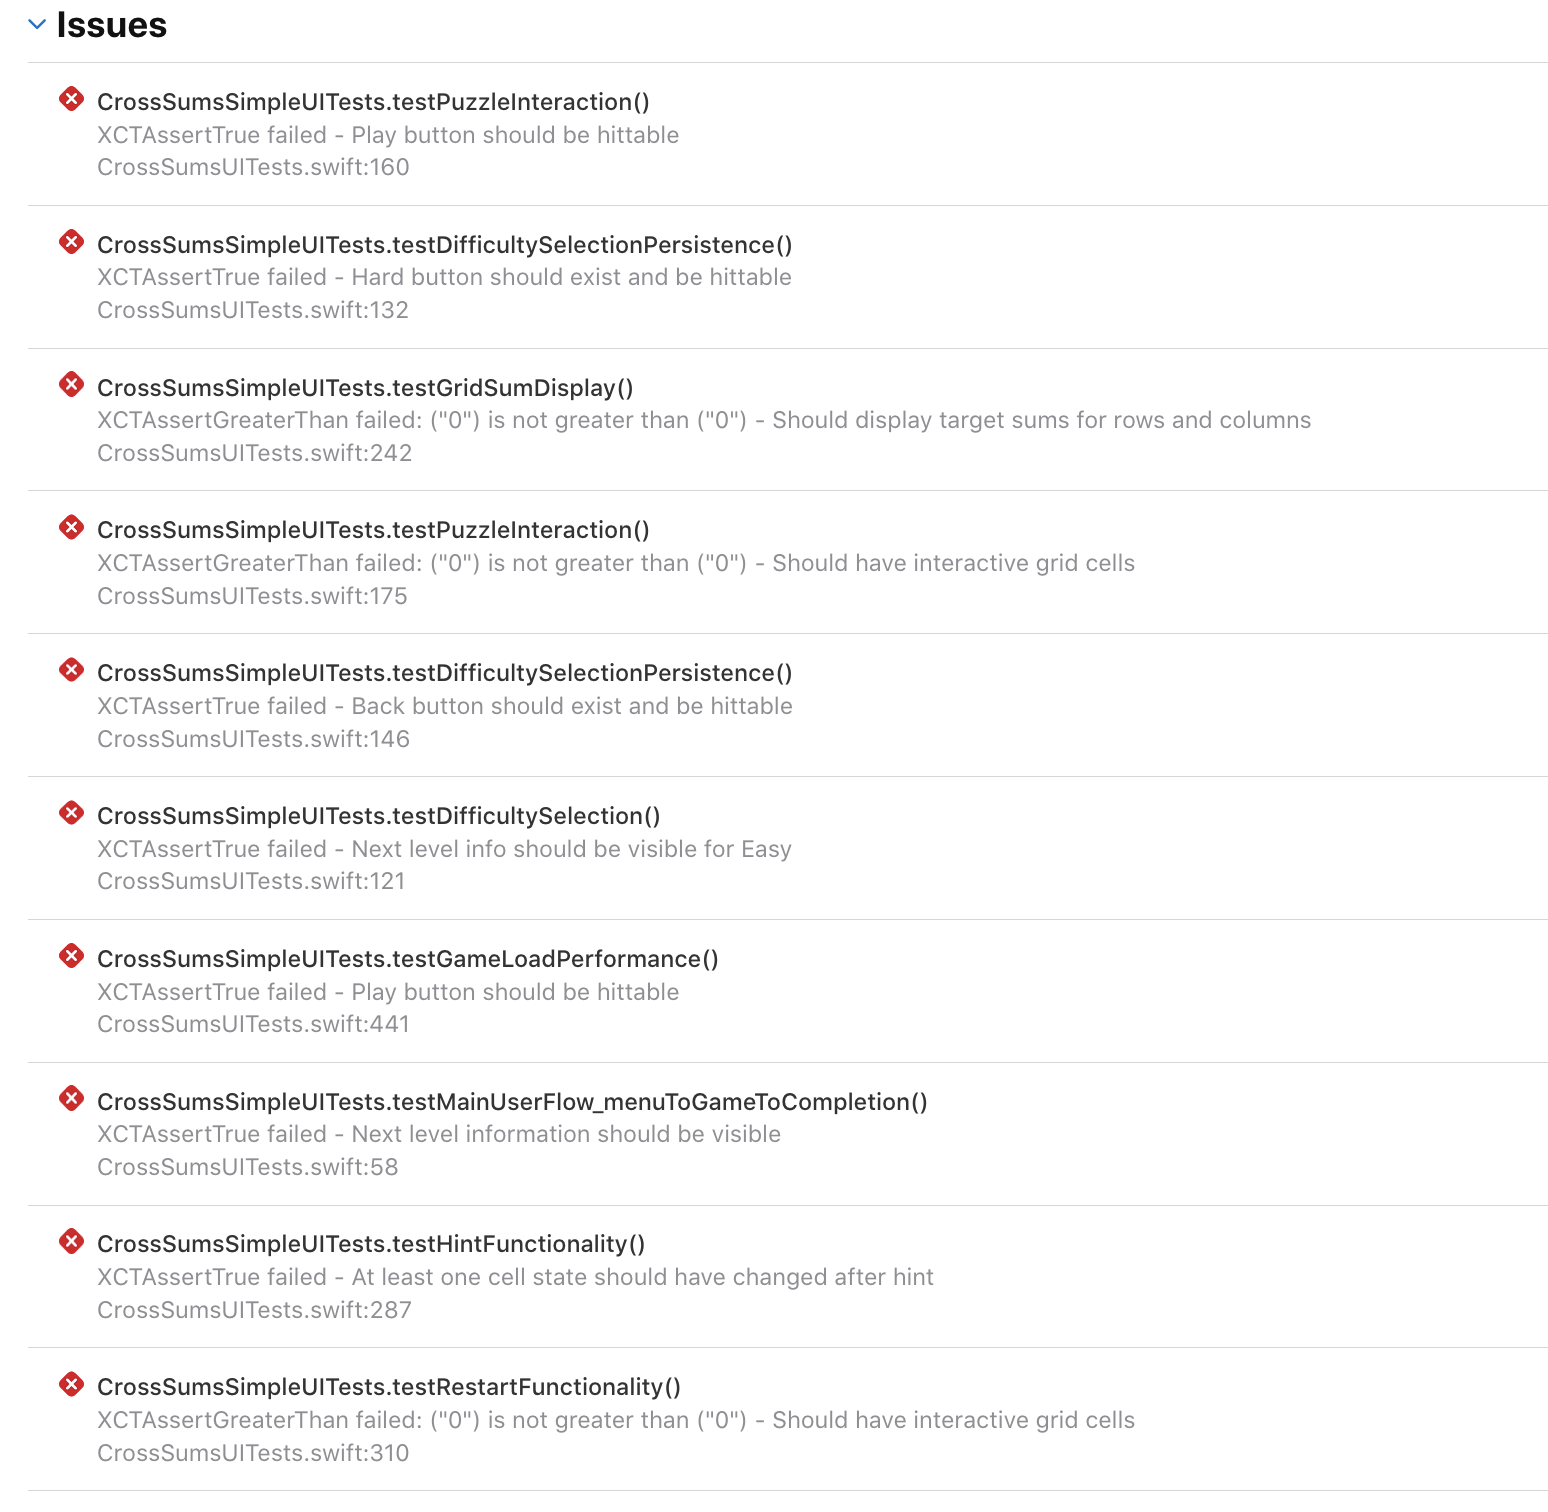 Issues
CrossSumsSimpleUITests.testPuzzleInteraction()
XCTAssertTrue failed - Play button should be hittable
CrossSumsUITests.swift:160
CrossSumsSimpleUITests.testDifficultySelectionPersistence()
XCTAssertTrue failed - Hard button should exist and be hittable
CrossSumsUITests.swift:132
CrossSumsSimpleUITests.testGridSumDisplay()
XCTAssertGreaterThan failed: ("0") is not greater than ("0") - Should display target sums for rows and columns
CrossSumsUITests.swift:242
CrossSumsSimpleUITests.testPuzzleInteraction()
XCTAssertGreaterThan failed: ("0") is not greater than ("0") - Should have interactive grid cells
CrossSumsUITests.swift:175
CrossSumsSimpleUITests.testDifficultySelectionPersistence()
XCTAssertTrue failed - Back button should exist and be hittable
CrossSumsUITests.swift:146
CrossSumsSimpleUITests.testDifficultySelection()
XCTAssertTrue failed - Next level info should be visible for Easy
CrossSumsUITests.swift:121
CrossSumsSimpleUITests.testGameLoadPerformance()
XCTAssertTrue failed - Play button should be hittable
CrossSumsUITests.swift:441
CrossSumsSimpleUITests.testMainUserFlow_menuToGameToCompletion()
XCTAssertTrue failed - Next level information should be visible
CrossSumsUITests.swift:58
CrossSumsSimpleUITests.testHintFunctionality()
XCTAssertTrue failed - At least one cell state should have changed after hint
CrossSumsUITests.swift:287
CrossSumsSimpleUITests.testRestartFunctionality()
XCTAssertGreaterThan failed: ("0") is not greater than ("0") - Should have interactive grid cells
CrossSumsUITests.swift:310